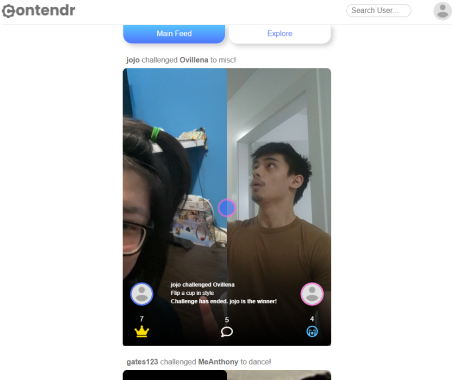 Contendr
Search User...
Main Feed
Explore
jojo challenged Ovillena to misc!
jojo challenged Ovillena
Flip a cup in style
Challenge has ended. jojo is the winner!
7
5
4
gates123 challenged MeAnthony to dance!